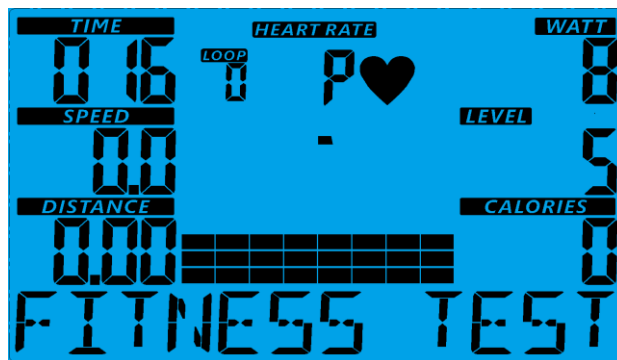 TIME HEART RATE WATT
016 LOOP 0 P 8
SPEED LEVEL
0.0 - 5
DISTANCE CALORIES
0.00 0
FITNESS TEST